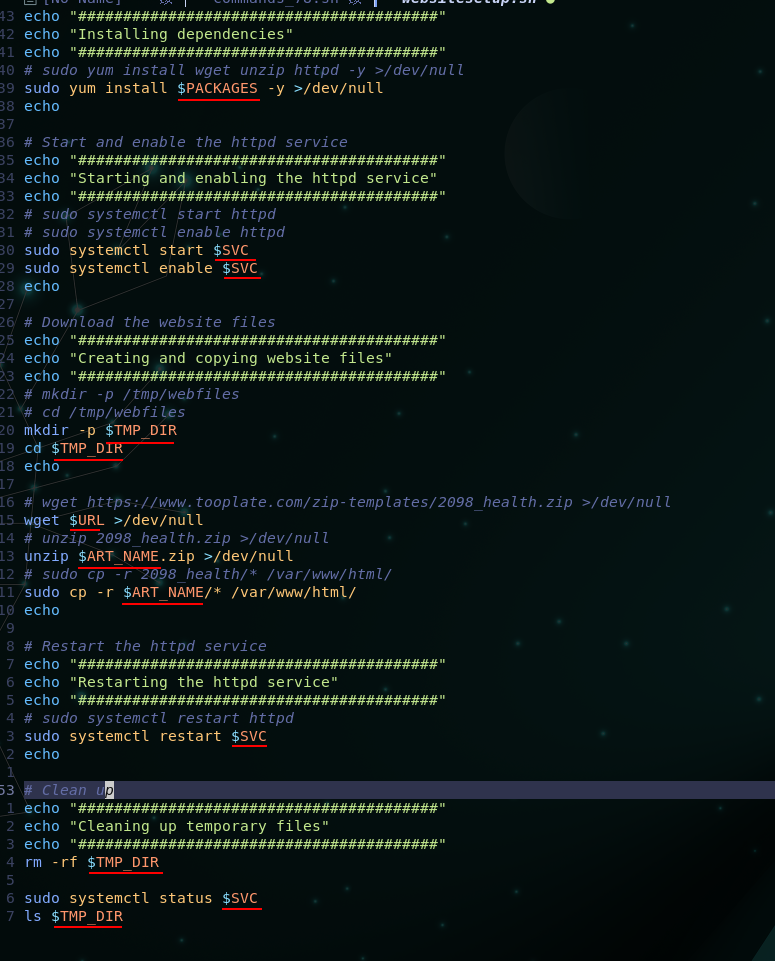 [No Name] websitesetup.sh
43 echo "########################################"
42 echo "Installing dependencies"
41 echo "########################################"
40 # sudo yum install wget unzip httpd -y >/dev/null
39 sudo yum install $PACKAGES -y >/dev/null
38 echo
37
36 # Start and enable the httpd service
35 echo "########################################"
34 echo "Starting and enabling the httpd service"
33 echo "########################################"
32 # sudo systemctl start httpd
31 # sudo systemctl enable httpd
30 sudo systemctl start $SVC
29 sudo systemctl enable $SVC
28 echo
27
26 # Download the website files
25 echo "########################################"
24 echo "Creating and copying website files"
23 echo "########################################"
22 # mkdir -p /tmp/webfiles
21 # cd /tmp/webfiles
20 mkdir -p $TMP_DIR
19 cd $TMP_DIR
18 echo
17
16 # wget https://www.tooplate.com/zip-templates/2098_health.zip >/dev/null
15 wget $URL >/dev/null
14 # unzip 2098_health.zip >/dev/null
13 unzip $ART_NAME.zip >/dev/null
12 # sudo cp -r 2098_health/* /var/www/html/
11 sudo cp -r $ART_NAME/* /var/www/html/
10 echo
9
8 # Restart the httpd service
7 echo "########################################"
6 echo "Restarting the httpd service"
5 echo "########################################"
4 # sudo systemctl restart httpd
3 sudo systemctl restart $SVC
2 echo
1
53 # Clean up
1 echo "########################################"
2 echo "Cleaning up temporary files"
3 echo "########################################"
4 rm -rf $TMP_DIR
5
6 sudo systemctl status $SVC
7 ls $TMP_DIR